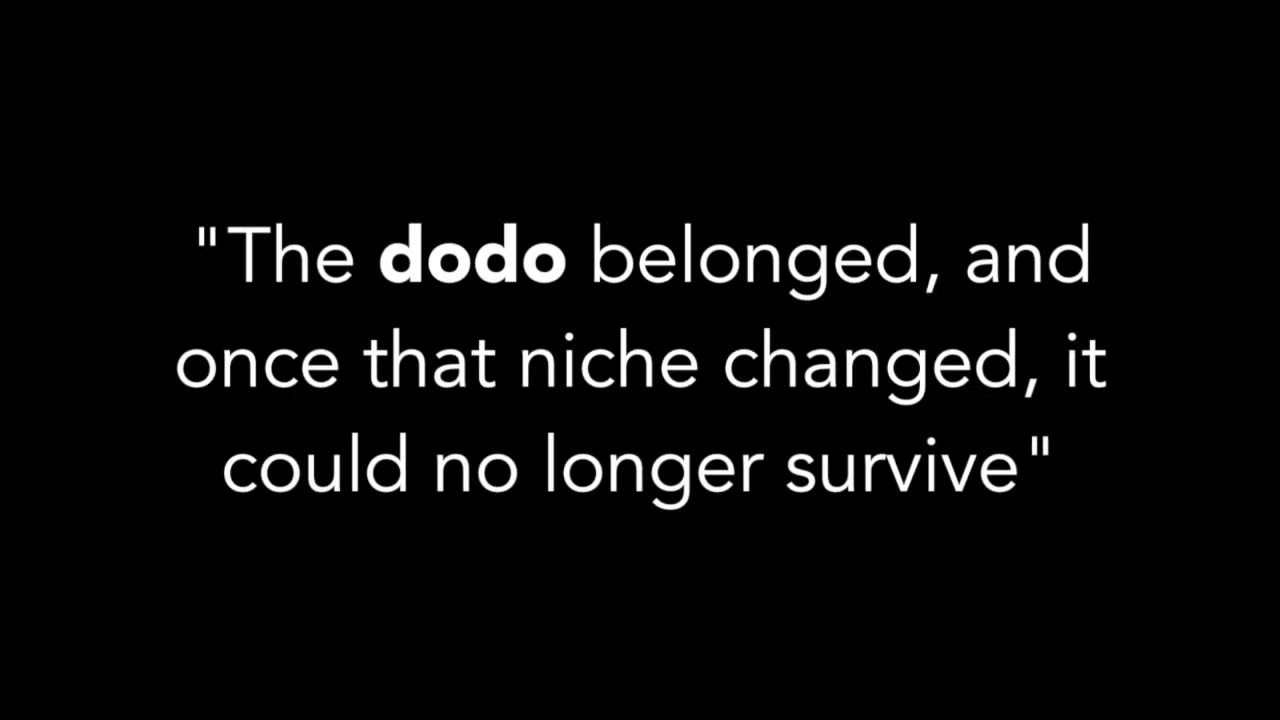 "The dodo belonged, and
once that niche changed, it
could no longer survive"